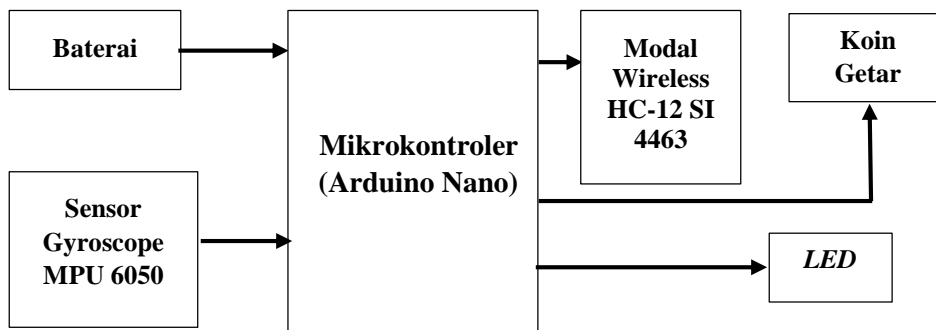 Baterai
Sensor
Gyroscope
MPU 6050
Mikrokontroler
(Arduino Nano)
Modal
Wireless
HC-12 SI
4463
Koin
Getar
LED